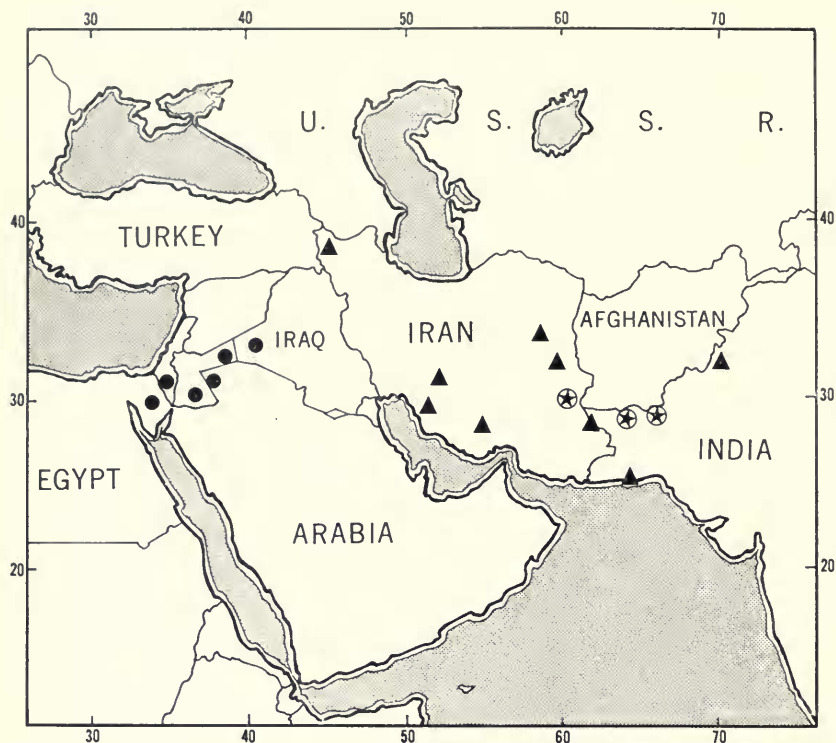 30 40 50 60 70
U. S. S. R.
40 40
TURKEY
IRAQ IRAN AFGHANISTAN
30 30
EGYPT INDIA
ARABIA
20 20
30 40 50 60 70